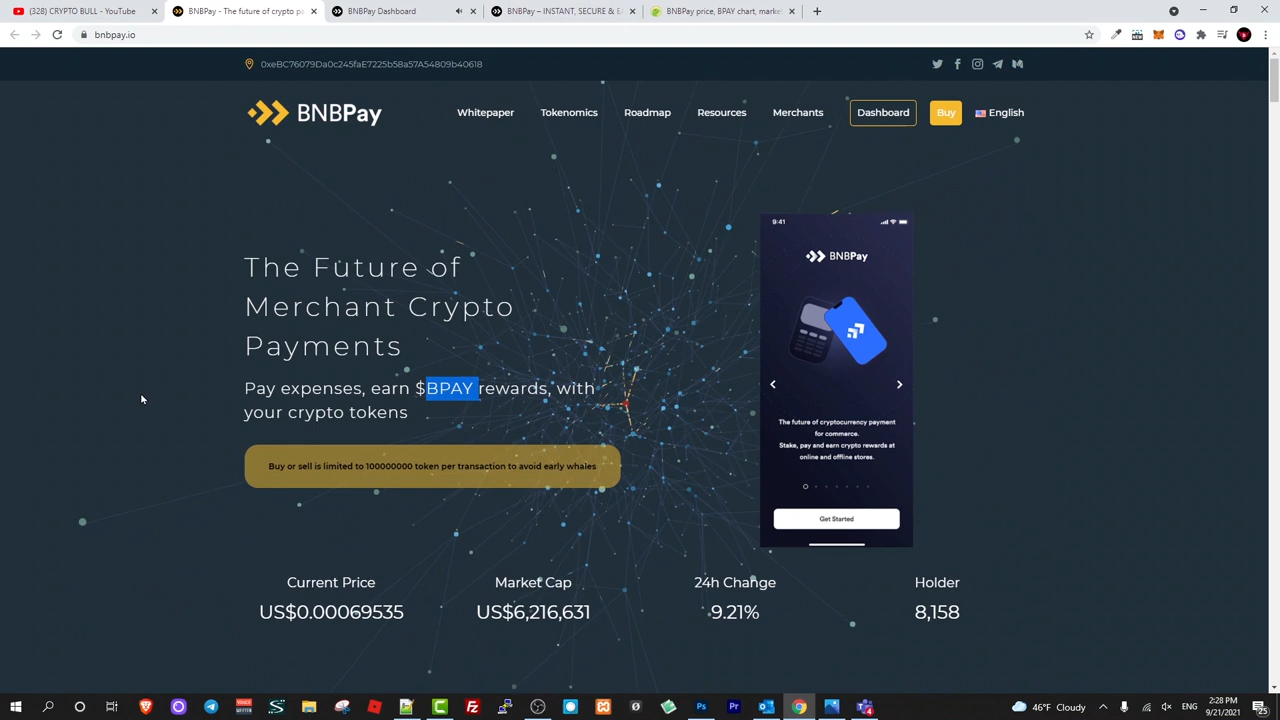 (328) CRYPTO BULL - YouTube
BNBPay - The future of crypto pa
BNBPay Dashboard
BNBPay – INSTANT, SECURE & EA
BNBPay price, BPAY chart, market
bnbpay.io
0xeBC76079Da0c245faE7225b58a57A54809b40618
BNBPay
Whitepaper
Tokenomics
Roadmap
Resources
Merchants
Dashboard
Buy
English
The Future of
Merchant Crypto
Payments
Pay expenses, earn $BPAY rewards, with
your crypto tokens
Buy or sell is limited to 100000000 token per transaction to avoid early whales
9:41
BNBPay
The future of cryptocurrency payment
for commerce.
Stake, pay and earn crypto rewards at
online and offline stores.
Get Started
Current Price
Market Cap
24h Change
Holder
US$0.00069535
US$6,216,631
9.21%
8,158
46°F Cloudy
2:28 PM
9/21/2021